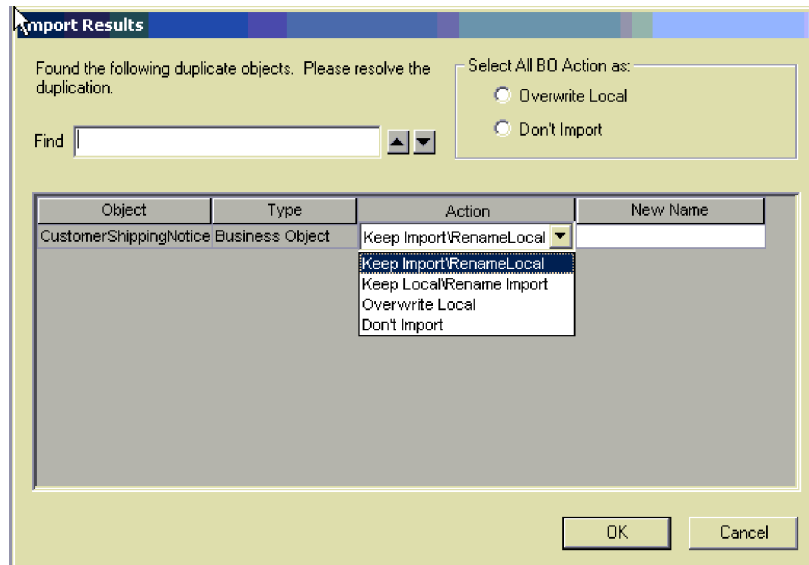 Import Results
Found the following duplicate objects. Please resolve the
duplication.
Select All BO Action as:
Overwrite Local
Don't Import
Find
Object Type Action New Name
CustomerShippingNotice Business Object Keep Import\RenameLocal
Keep Import\RenameLocal
Keep Local\Rename Import
Overwrite Local
Don't Import
OK Cancel